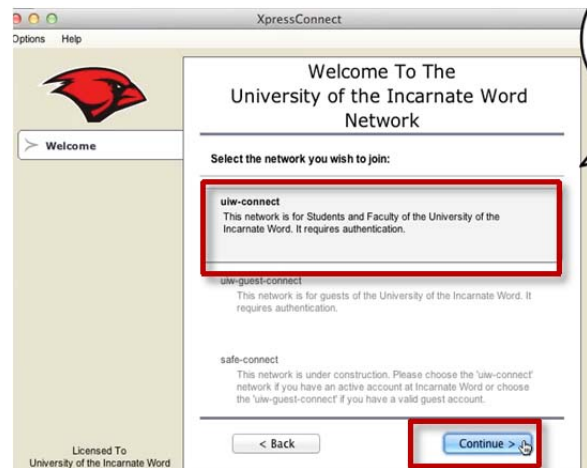 XpressConnect
Options Help
Welcome To The
University of the Incarnate Word
Network
Welcome
Select the network you wish to join:
uiw-connect
This network is for Students and Faculty of the University of the
Incarnate Word. It requires authentication.
uiw-guest-connect
This network is for guests of the University of the Incarnate Word. It
requires authentication.
safe-connect
This network is under construction. Please choose the 'uiw-connect'
network if you have an active account at Incarnate Word or choose
the 'uiw-guest-connect' if you have a valid guest account.
< Back Continue >
Licensed To
University of the Incarnate Word